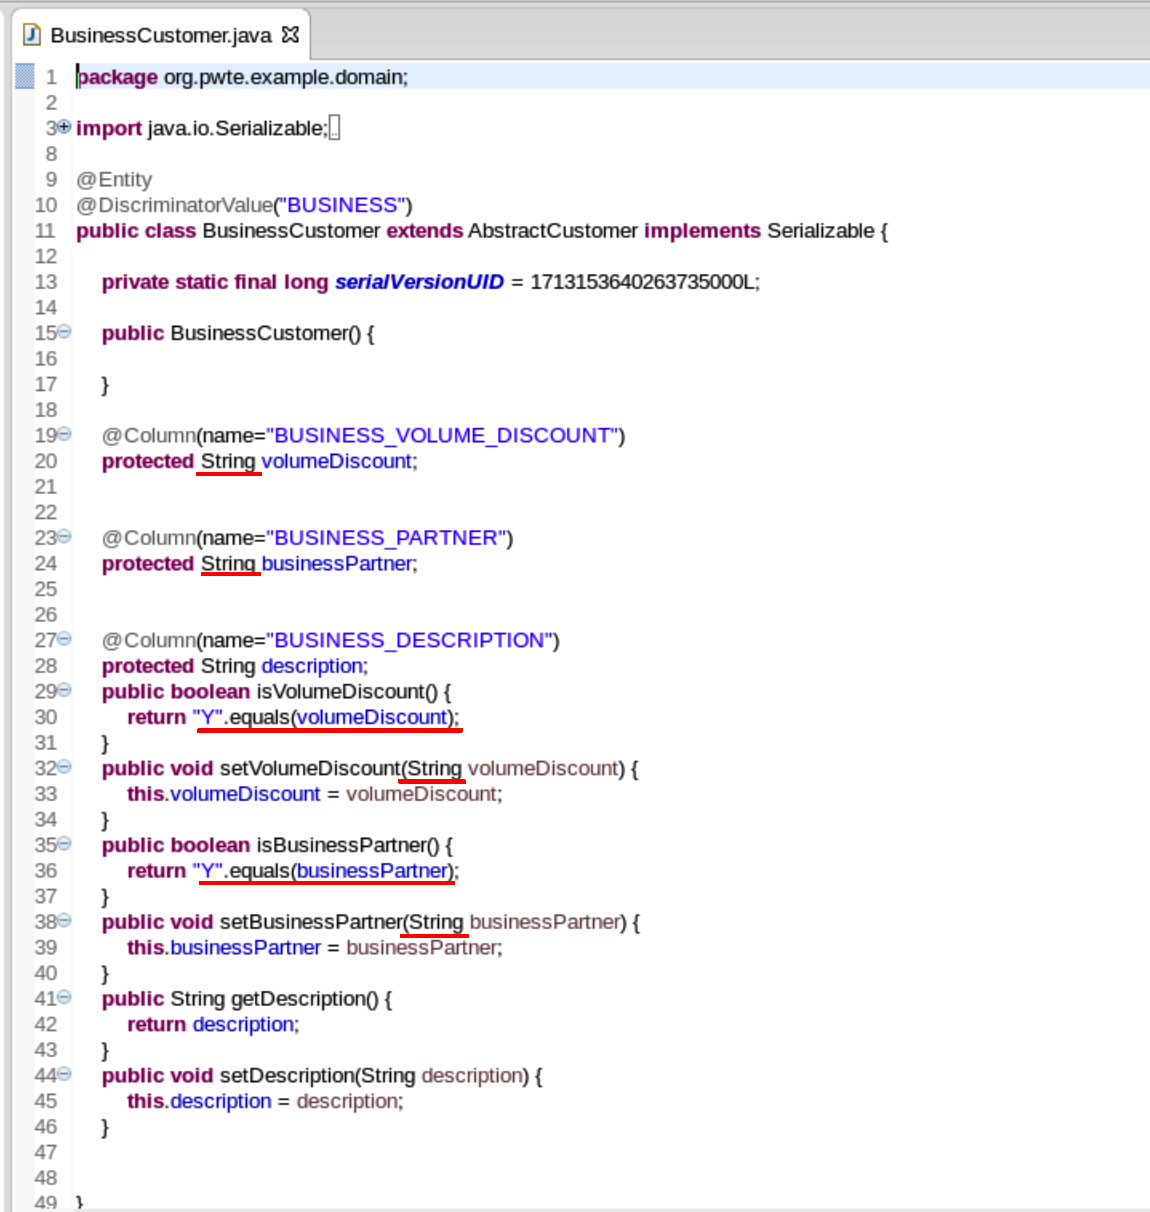 BusinessCustomer.java
1 package org.pwte.example.domain;
2
3 import java.io.Serializable;
8
9 @Entity
10 @DiscriminatorValue("BUSINESS")
11 public class BusinessCustomer extends AbstractCustomer implements Serializable {
12
13 private static final long serialVersionUID = 1713153640263735000L;
14
15 public BusinessCustomer() {
16
17 }
18
19 @Column(name="BUSINESS_VOLUME_DISCOUNT")
20 protected String volumeDiscount;
21
22
23 @Column(name="BUSINESS_PARTNER")
24 protected String businessPartner;
25
26
27 @Column(name="BUSINESS_DESCRIPTION")
28 protected String description;
29 public boolean isVolumeDiscount() {
30 return "Y".equals(volumeDiscount);
31 }
32 public void setVolumeDiscount(String volumeDiscount) {
33 this.volumeDiscount = volumeDiscount;
34 }
35 public boolean isBusinessPartner() {
36 return "Y".equals(businessPartner);
37 }
38 public void setBusinessPartner(String businessPartner) {
39 this.businessPartner = businessPartner;
40 }
41 public String getDescription() {
42 return description;
43 }
44 public void setDescription(String description) {
45 this.description = description;
46 }
47
48
49 }